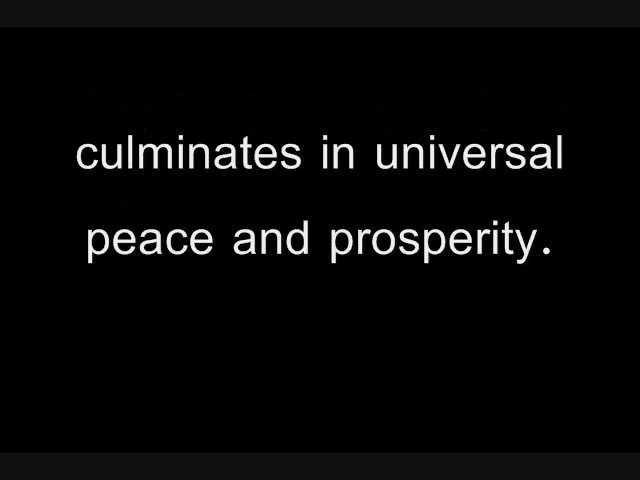 culminates in universal
peace and prosperity.